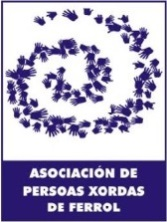 ASOCIACIÓN DE
PERSOAS XORDAS
DE FERROL